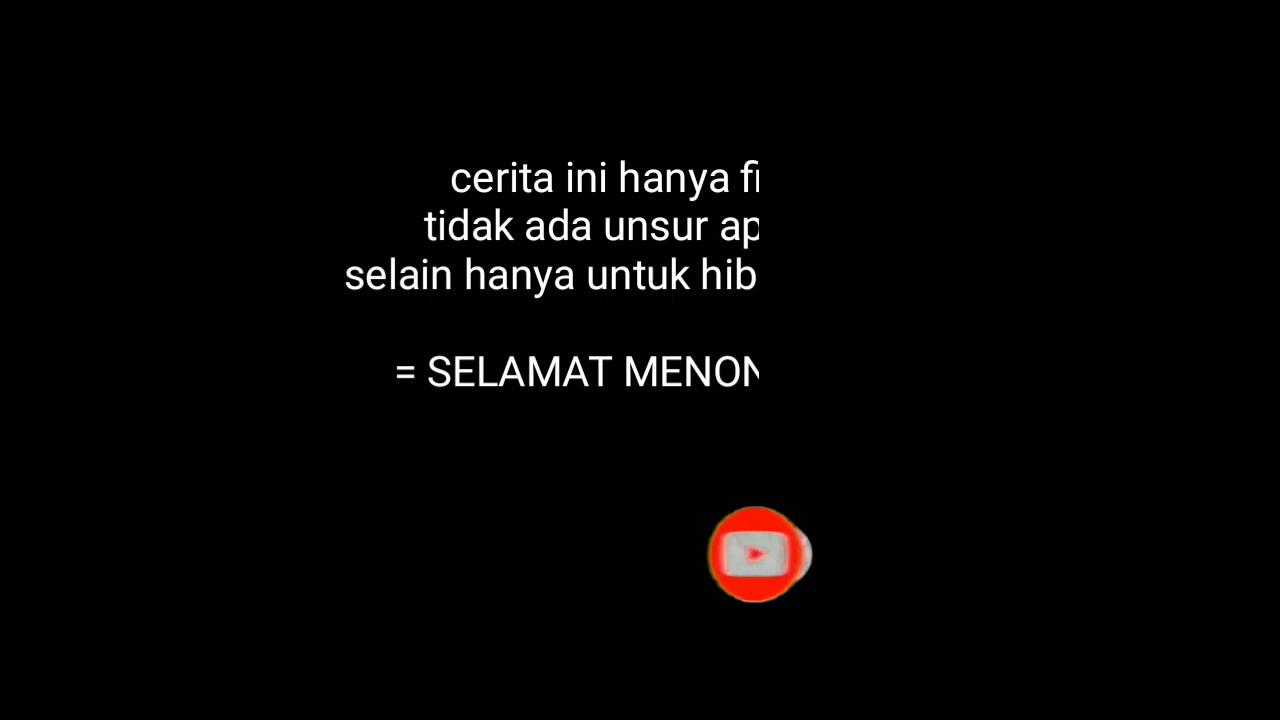 cerita ini hanya fi
tidak ada unsur ap
selain hanya untuk hib
= SELAMAT MENON